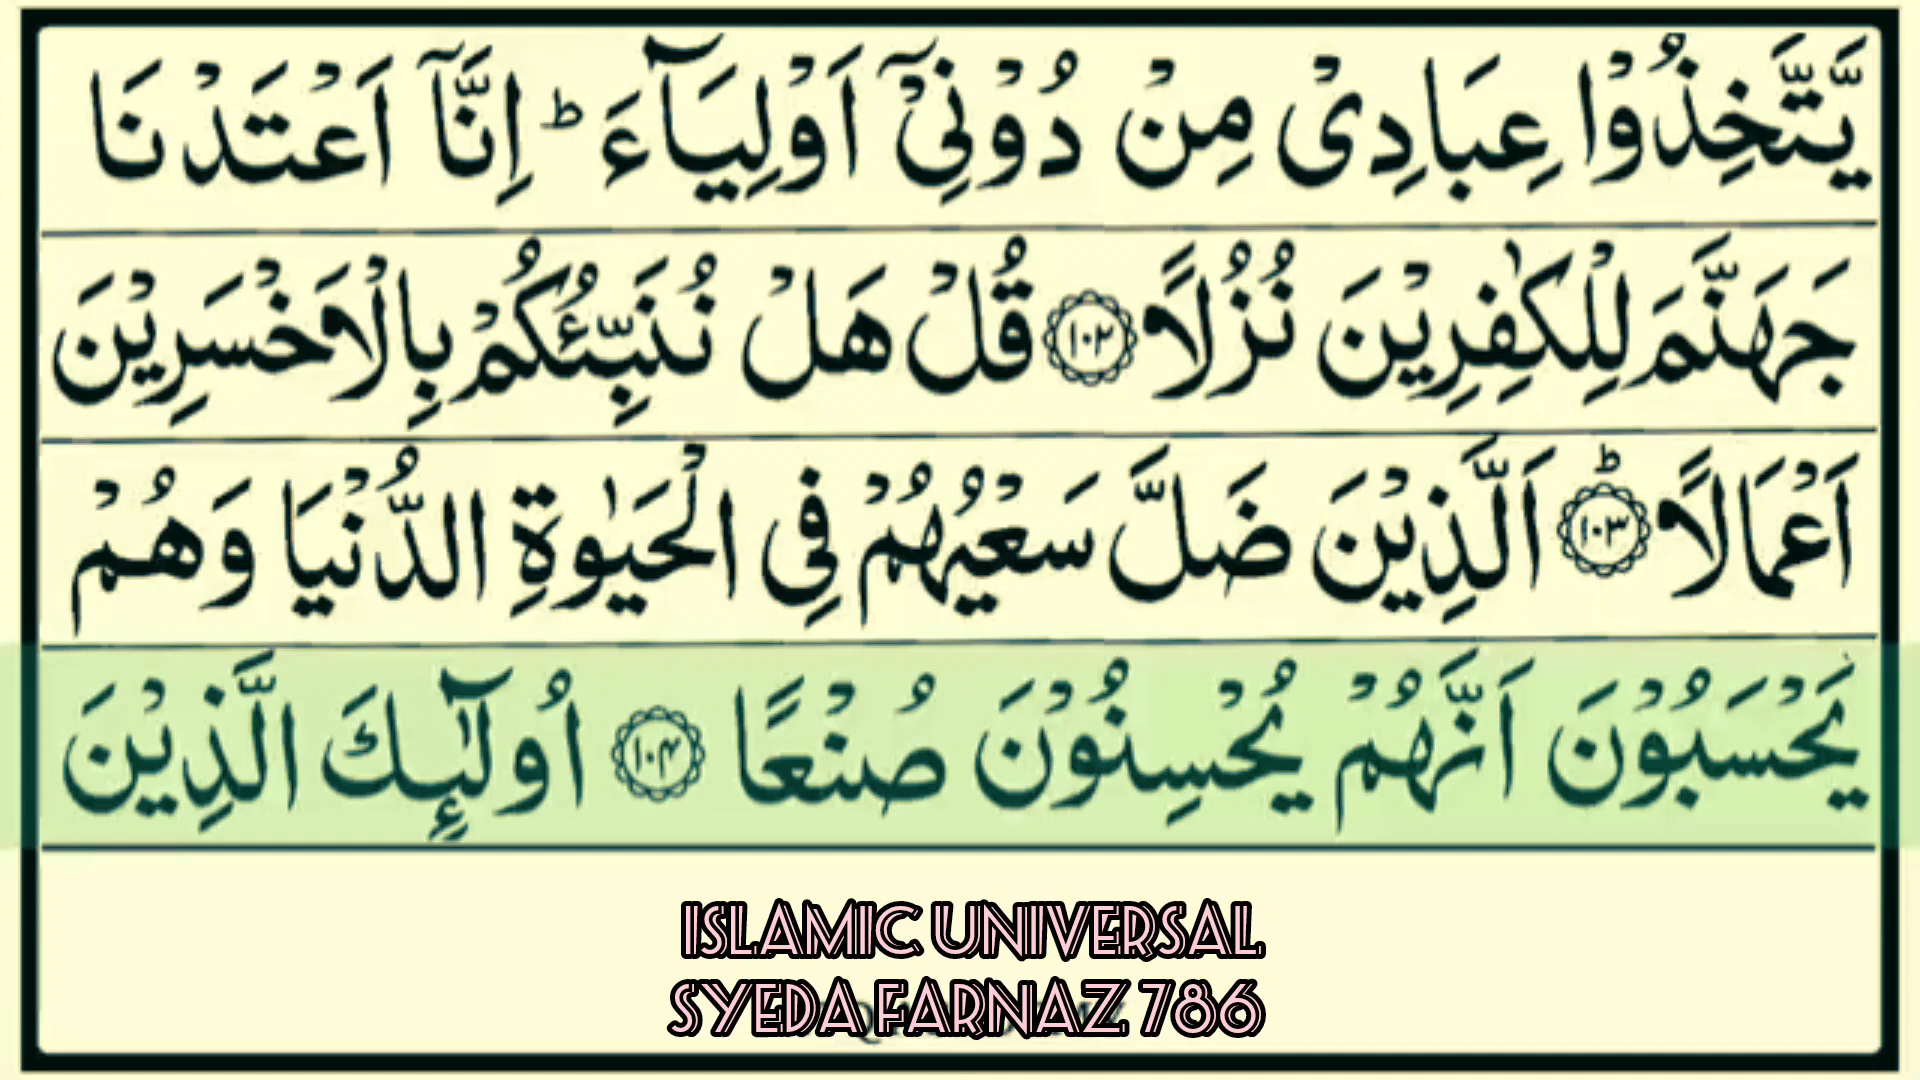 يَّتَّخِذُوْا عِبَادِىْ مِنْ دُوْنِىْۤ اَوْلِيَآءَ ؕ اِنَّاۤ اَعْتَدْنَا
جَهَنَّمَ لِلْكٰفِرِيْنَ نُزُلًا ﴿۱۰۲﴾ قُلْ هَلْ نُنَبِّئُكُمْ بِالْاَخْسَرِيْنَ
اَعْمَالًا ﴿۱۰۳﴾ؕ اَلَّذِيْنَ ضَلَّ سَعْيُهُمْ فِى الْحَيٰوةِ الدُّنْيَا وَهُمْ
يَحْسَبُوْنَ اَنَّهُمْ يُحْسِنُوْنَ صُنْعًا ﴿۱۰۴﴾ اُولٰٓٮِٕكَ الَّذِيْنَ
ISLAMIC UNIVERSAL
SYEDA FARNAZ 786